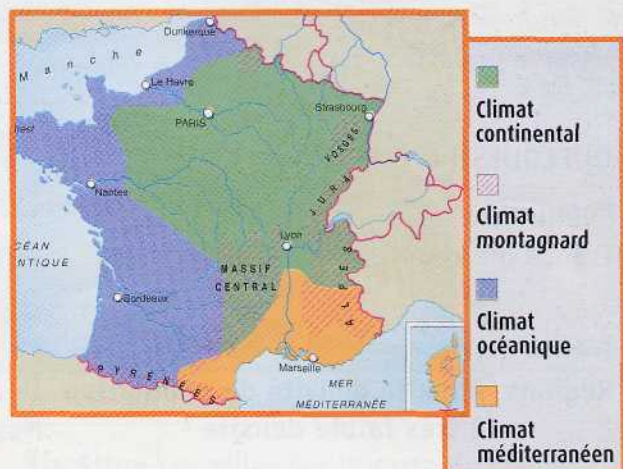 Dunkerque
Manche
Le Havre
PARIS
Strasbourg
VOSGES
Nantes
JURA
Lyon
MASSIF
CENTRAL
ALPES
Bordeaux
PYRÉNÉES
Marseille
MER
MÉDITERRANÉE
Climat
continental
Climat
montagnard
Climat
océanique
Climat
méditerranéen